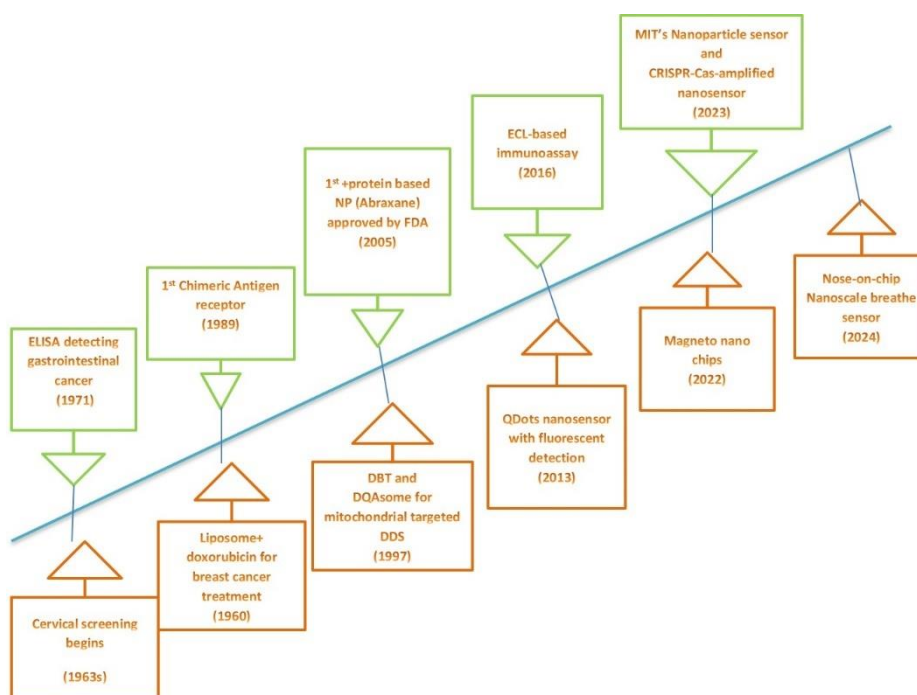 MIT's Nanoparticle sensor
and
CRISPR-Cas-amplified
nanosensor
(2023)
ECL-based
immunoassay
(2016)
1st +protein based
NP (Abraxane)
approved by FDA
(2005)
1st Chimeric Antigen
receptor
(1989)
ELISA detecting
gastrointestinal
cancer
(1971)
Nose-on-chip
Nanoscale breathe
sensor
(2024)
Magneto nano
chips
(2022)
QDots nanosensor
with fluorescent
detection
(2013)
DBT and
DQAsome for
mitochondrial targeted
DDS
(1997)
Liposome+
doxorubicin for
breast cancer
treatment
(1960)
Cervical screening
begins
(1963s)